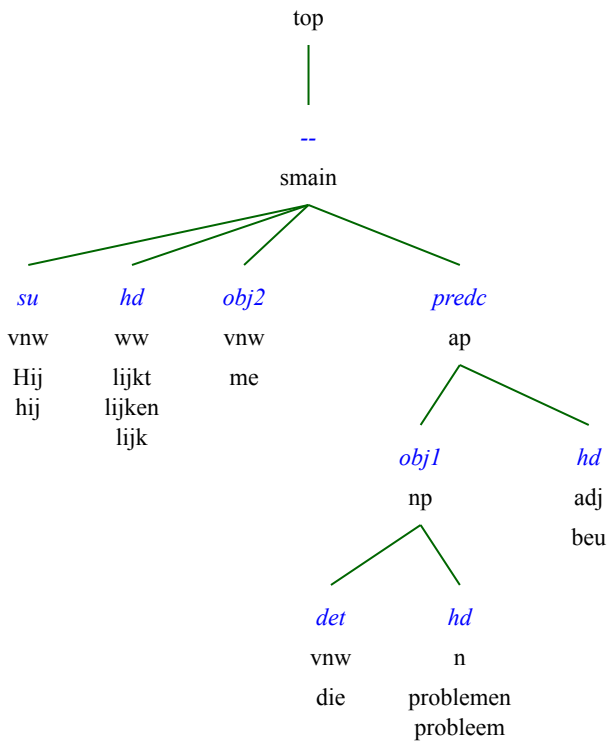 top
--
smain
su hd obj2 predc
vnw ww vnw ap
Hij lijkt me
hij lijken
lijk
obj1 hd
np adj
beu
det hd
vnw n
die problemen
probleem